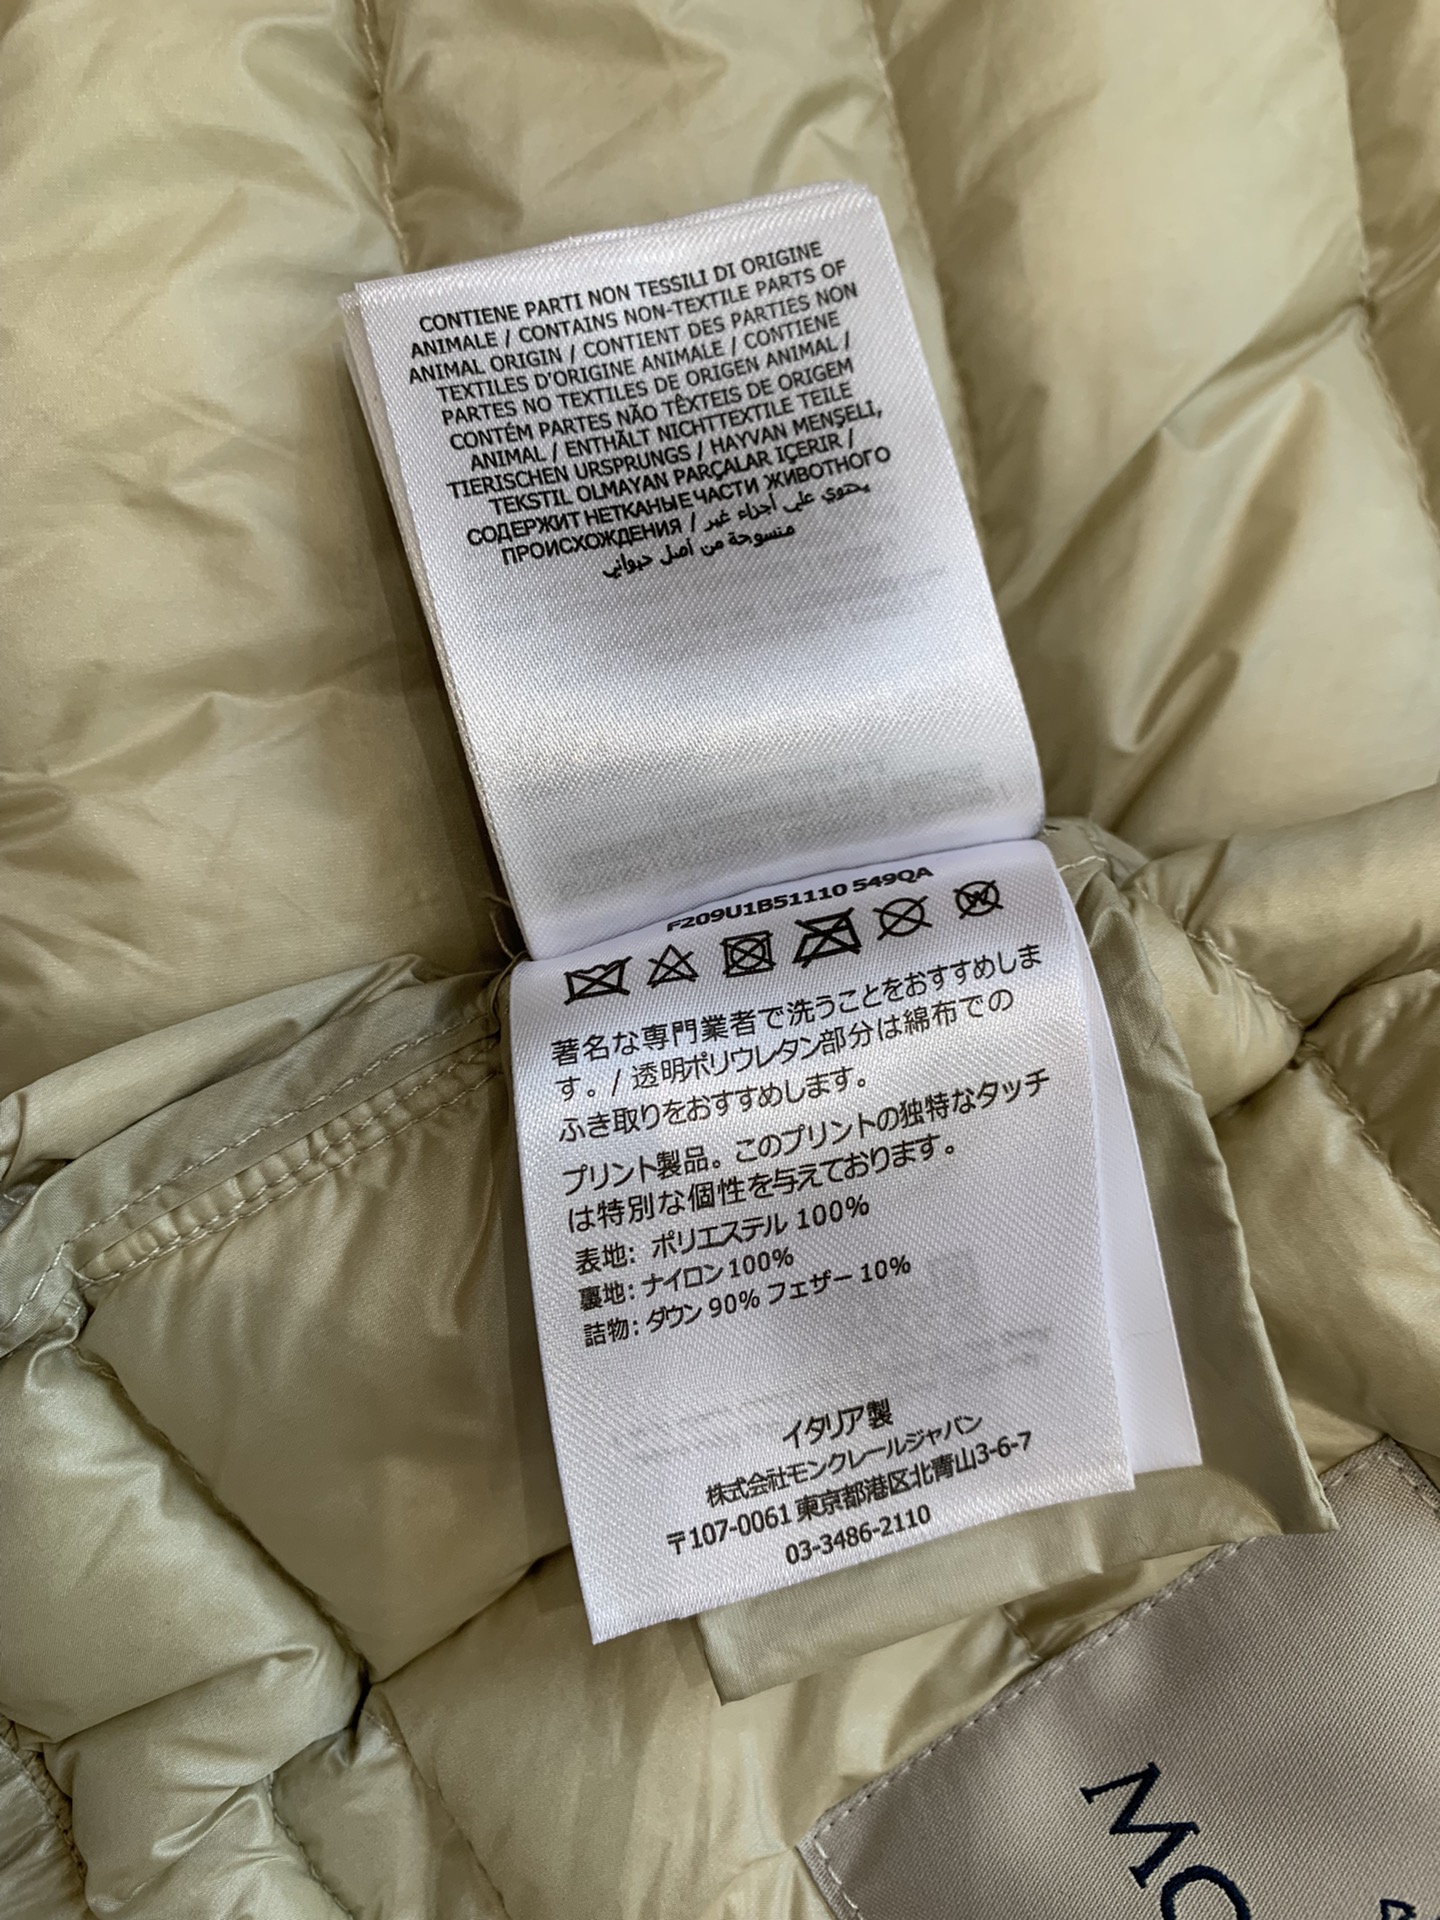 CONTIENE PARTI NON TESSILI DI ORIGINE
ANIMALE / CONTAINS NON-TEXTILE PARTS OF
ANIMAL ORIGIN / CONTIENT DES PARTIES NON
TEXTILES D'ORIGINE ANIMALE / CONTIENE
PARTES NO TEXTILES DE ORIGEN ANIMAL /
CONTÉM PARTES NÃO TÊXTEIS DE ORIGEM
ANIMAL / ENTHÄLT NICHTTEXTILE TEILE
TIERISCHEN URSPRUNGS / HAYVAN MENŞELİ,
TEKSTIL OLMAYAN PARÇALAR IÇERIR /
СОДЕРЖИТ НЕТКАНЫЕ ЧАСТИ ЖИВОТНОГО
ПРОИСХОЖДЕНИЯ / يحتوي على أجزاء غير
منسوجة من أصل حيواني
F209U1B51110 549QA
著名な専門業者で洗うことをおすすめしま
す。/ 透明ポリウレタン部分は綿布での
ふき取りをおすすめします。
プリント製品。このプリントの独特なタッチ
は特別な個性を与えております。
表地: ポリエステル 100%
裏地: ナイロン 100%
詰物: ダウン 90% フェザー 10%
イタリア製
株式会社モンクレールジャパン
〒107-0061 東京都港区北青山3-6-7
03-3486-2110